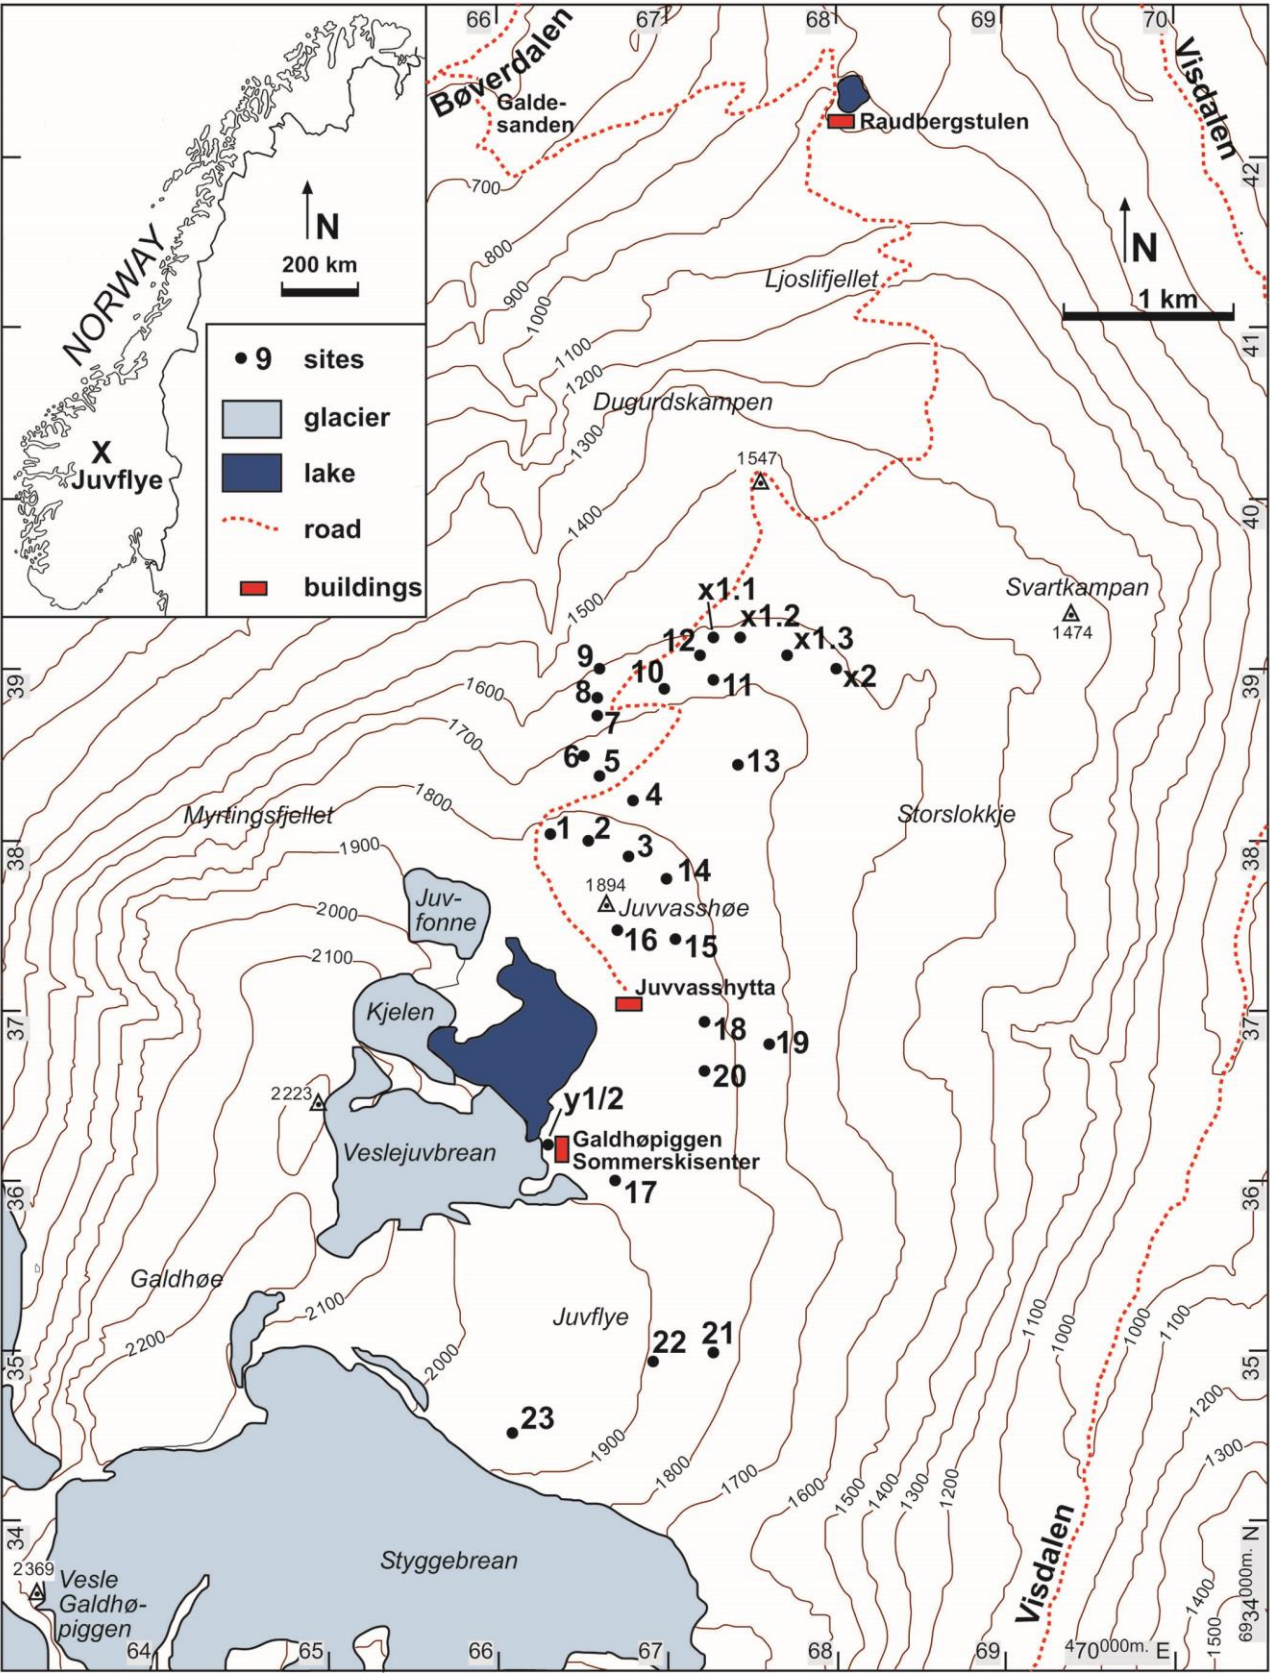 66
67
68
69
70
Bøverdalen
Galde-
sanden
Visdalen
Raudbergstulen
700
42
N
200 km
NORWAY
X
Juvflye
800
900
1000
Ljoslifjellet
N
1 km
9 sites
glacier
lake
road
buildings
1100
1200
41
Dugurdskampen
1300
1547
1400
40
1500
Svartkampan
1474
x1.1
x1.2
12
x1.3
9
10
x2
39
39
8
11
1600
7
1700
6
5
13
4
1800
Myrtingsfjellet
Storslokkje
1
2
38
38
3
1900
14
1894
Juv-
fonne
Juvvasshøe
2000
16
15
2100
Juvvasshytta
Kjelen
37
37
18
19
20
2223
y1/2
Galdhøpiggen
Sommerskisenter
Veslejuvbrean
17
36
36
Galdhøe
2100
Juvflye
1100
1000
1000
1100
2200
22
21
35
35
2000
1200
23
1900
1800
1700
1600
1500
1400
1300
1200
1300
34
Styggebrean
2369
Vesle
Galdhø-
piggen
Visdalen
6934000m. N
1400
1500
64
65
66
67
68
69
470000m. E